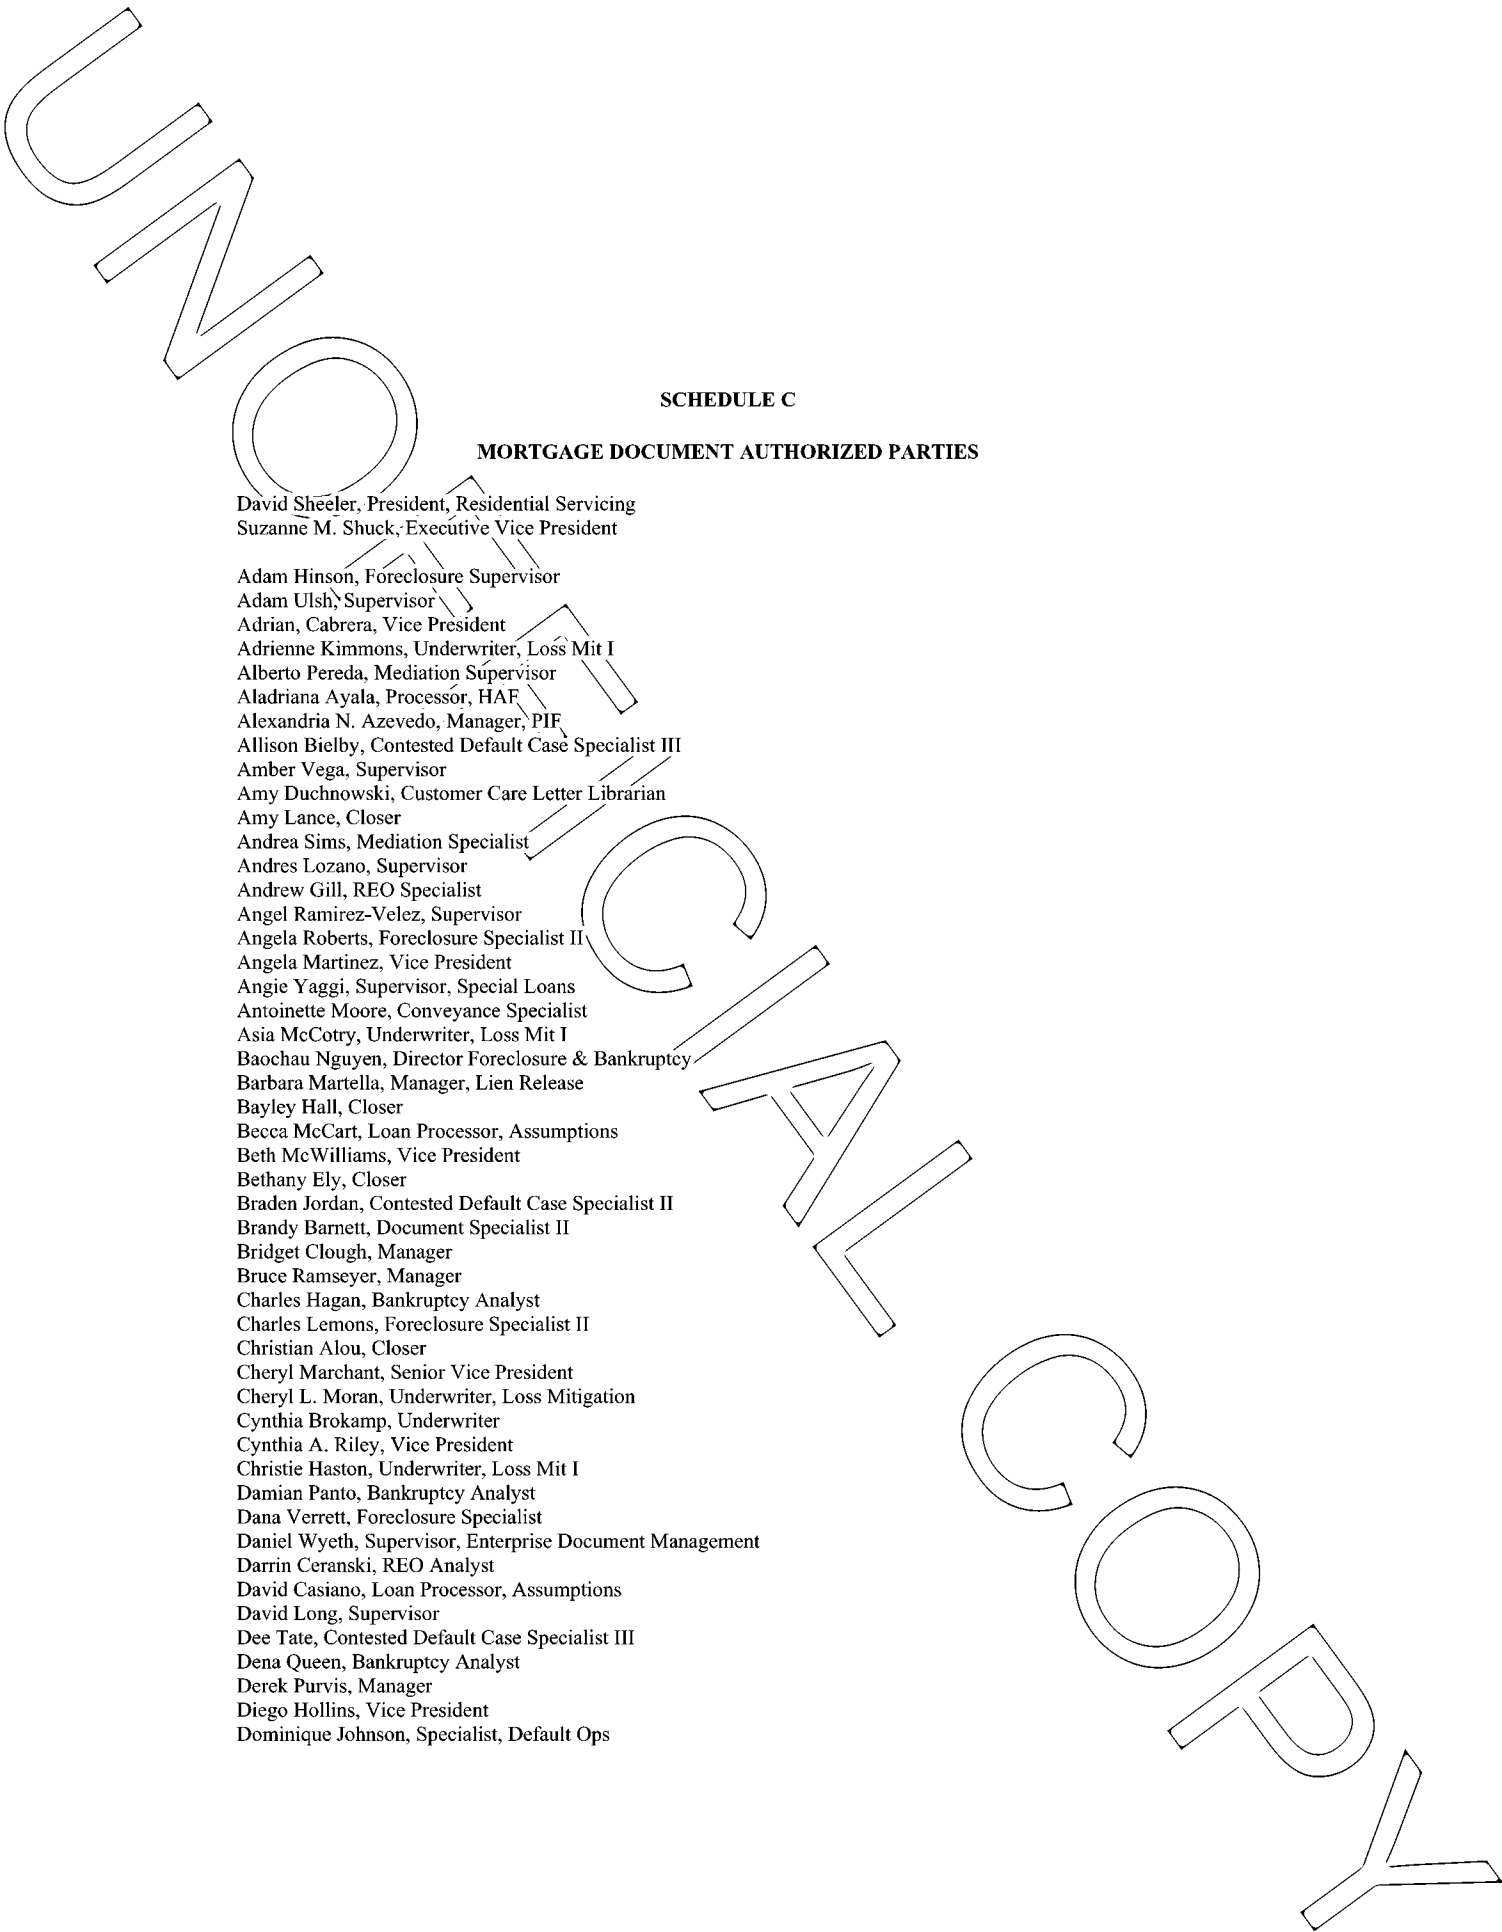 SCHEDULE C
MORTGAGE DOCUMENT AUTHORIZED PARTIES
David Sheeler, President, Residential Servicing
Suzanne M. Shuck, Executive Vice President
Adam Hinson, Foreclosure Supervisor
Adam Ulsh, Supervisor
Adrian, Cabrera, Vice President
Adrienne Kimmons, Underwriter, Loss Mit I
Alberto Pereda, Mediation Supervisor
Aladriana Ayala, Processor, HAF
Alexandria N. Azevedo, Manager, PIF
Allison Bielby, Contested Default Case Specialist III
Amber Vega, Supervisor
Amy Duchnowski, Customer Care Letter Librarian
Amy Lance, Closer
Andrea Sims, Mediation Specialist
Andres Lozano, Supervisor
Andrew Gill, REO Specialist
Angel Ramirez-Velez, Supervisor
Angela Roberts, Foreclosure Specialist II
Angela Martinez, Vice President
Angie Yaggi, Supervisor, Special Loans
Antoinette Moore, Conveyance Specialist
Asia McCotry, Underwriter, Loss Mit I
Baochau Nguyen, Director Foreclosure & Bankruptcy
Barbara Martella, Manager, Lien Release
Bayley Hall, Closer
Becca McCart, Loan Processor, Assumptions
Beth McWilliams, Vice President
Bethany Ely, Closer
Braden Jordan, Contested Default Case Specialist II
Brandy Barnett, Document Specialist II
Bridget Clough, Manager
Bruce Ramseyer, Manager
Charles Hagan, Bankruptcy Analyst
Charles Lemons, Foreclosure Specialist II
Christian Alou, Closer
Cheryl Marchant, Senior Vice President
Cheryl L. Moran, Underwriter, Loss Mitigation
Cynthia Brokamp, Underwriter
Cynthia A. Riley, Vice President
Christie Haston, Underwriter, Loss Mit I
Damian Panto, Bankruptcy Analyst
Dana Verrett, Foreclosure Specialist
Daniel Wyeth, Supervisor, Enterprise Document Management
Darrin Ceranski, REO Analyst
David Casiano, Loan Processor, Assumptions
David Long, Supervisor
Dee Tate, Contested Default Case Specialist III
Dena Queen, Bankruptcy Analyst
Derek Purvis, Manager
Diego Hollins, Vice President
Dominique Johnson, Specialist, Default Ops
UNOFFICIAL COPY